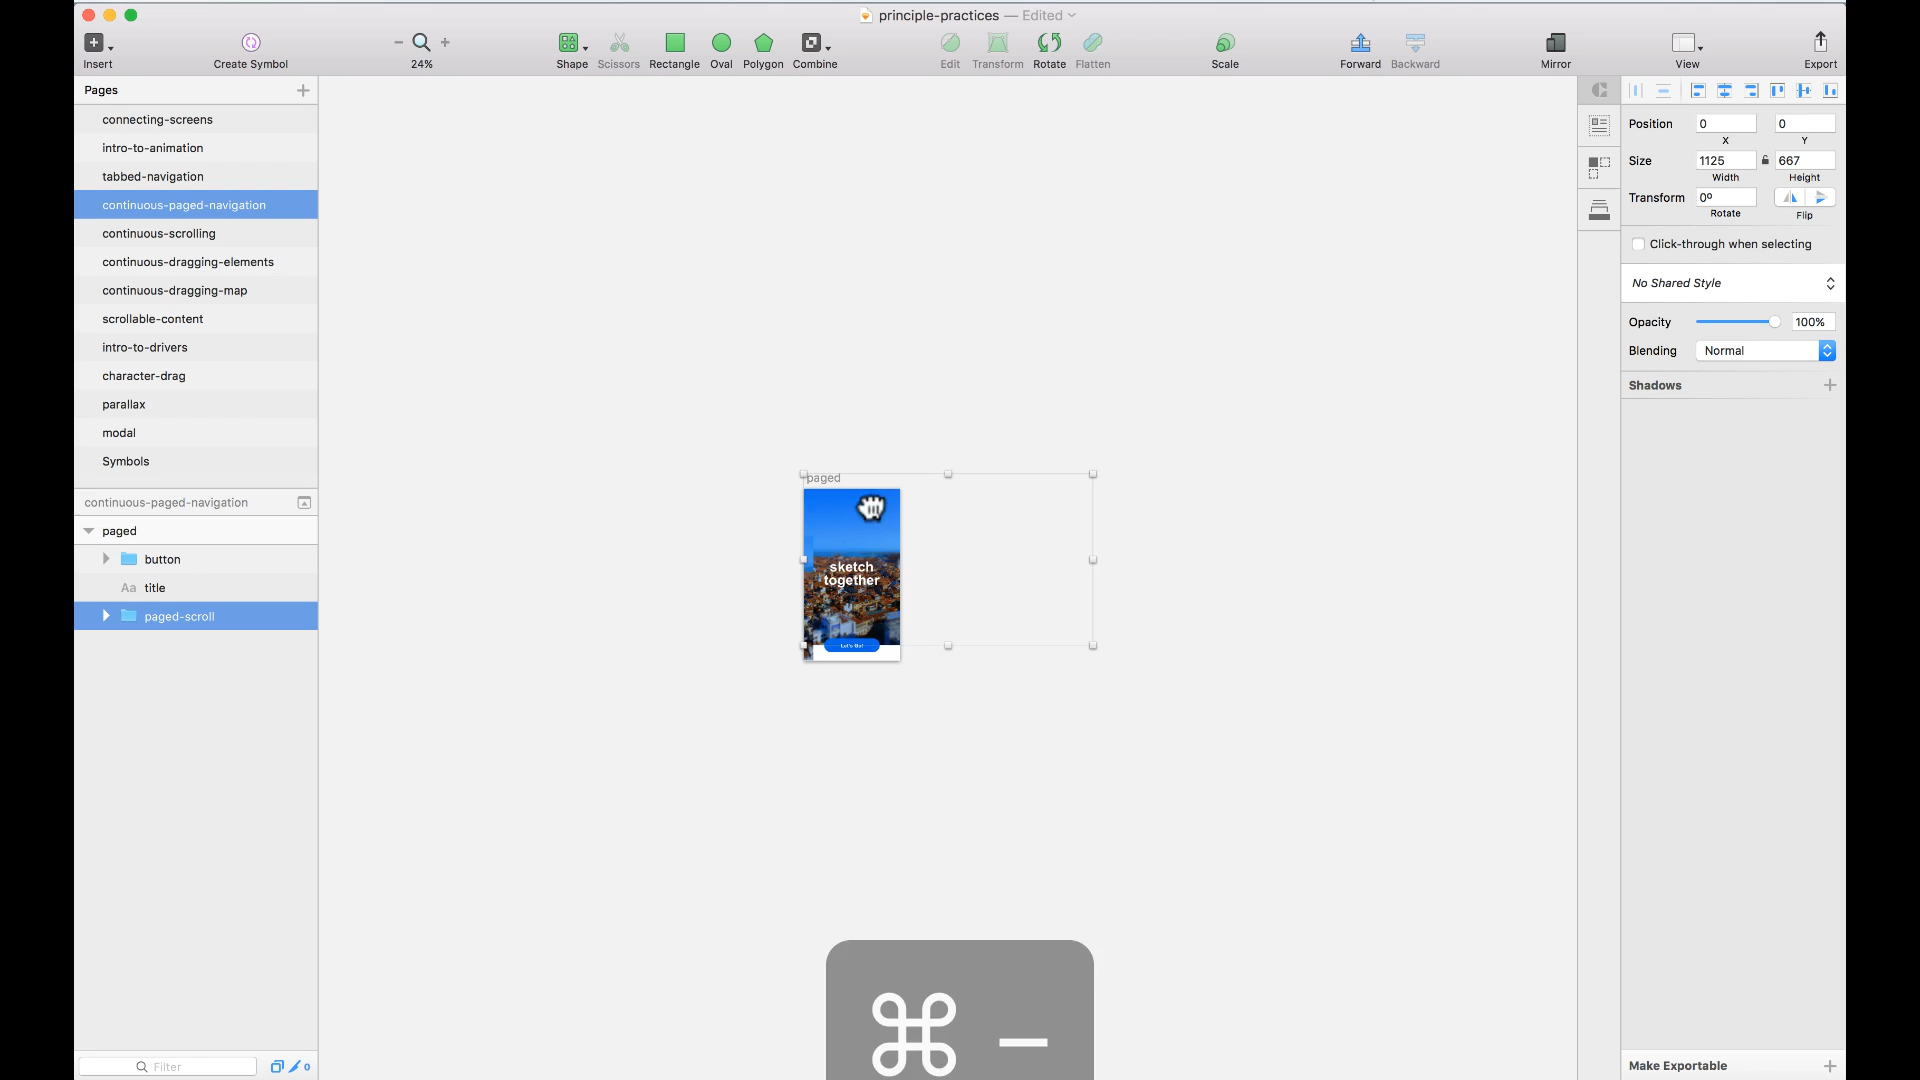 principle-practices — Edited
Insert
Create Symbol
24%
Shape
Scissors
Rectangle
Oval
Polygon
Combine
Edit
Transform
Rotate
Flatten
Scale
Forward
Backward
Mirror
View
Export
Pages
connecting-screens
intro-to-animation
tabbed-navigation
continuous-paged-navigation
continuous-scrolling
continuous-dragging-elements
continuous-dragging-map
scrollable-content
intro-to-drivers
character-drag
parallax
modal
Symbols
continuous-paged-navigation
paged
button
Aa title
paged-scroll
Filter
0
paged
sketch
together
Let's Go!
⌘ –
Position 0 0
X Y
Size 1125 667
Width Height
Transform 0º
Rotate Flip
Click-through when selecting
No Shared Style
Opacity 100%
Blending Normal
Shadows
Make Exportable